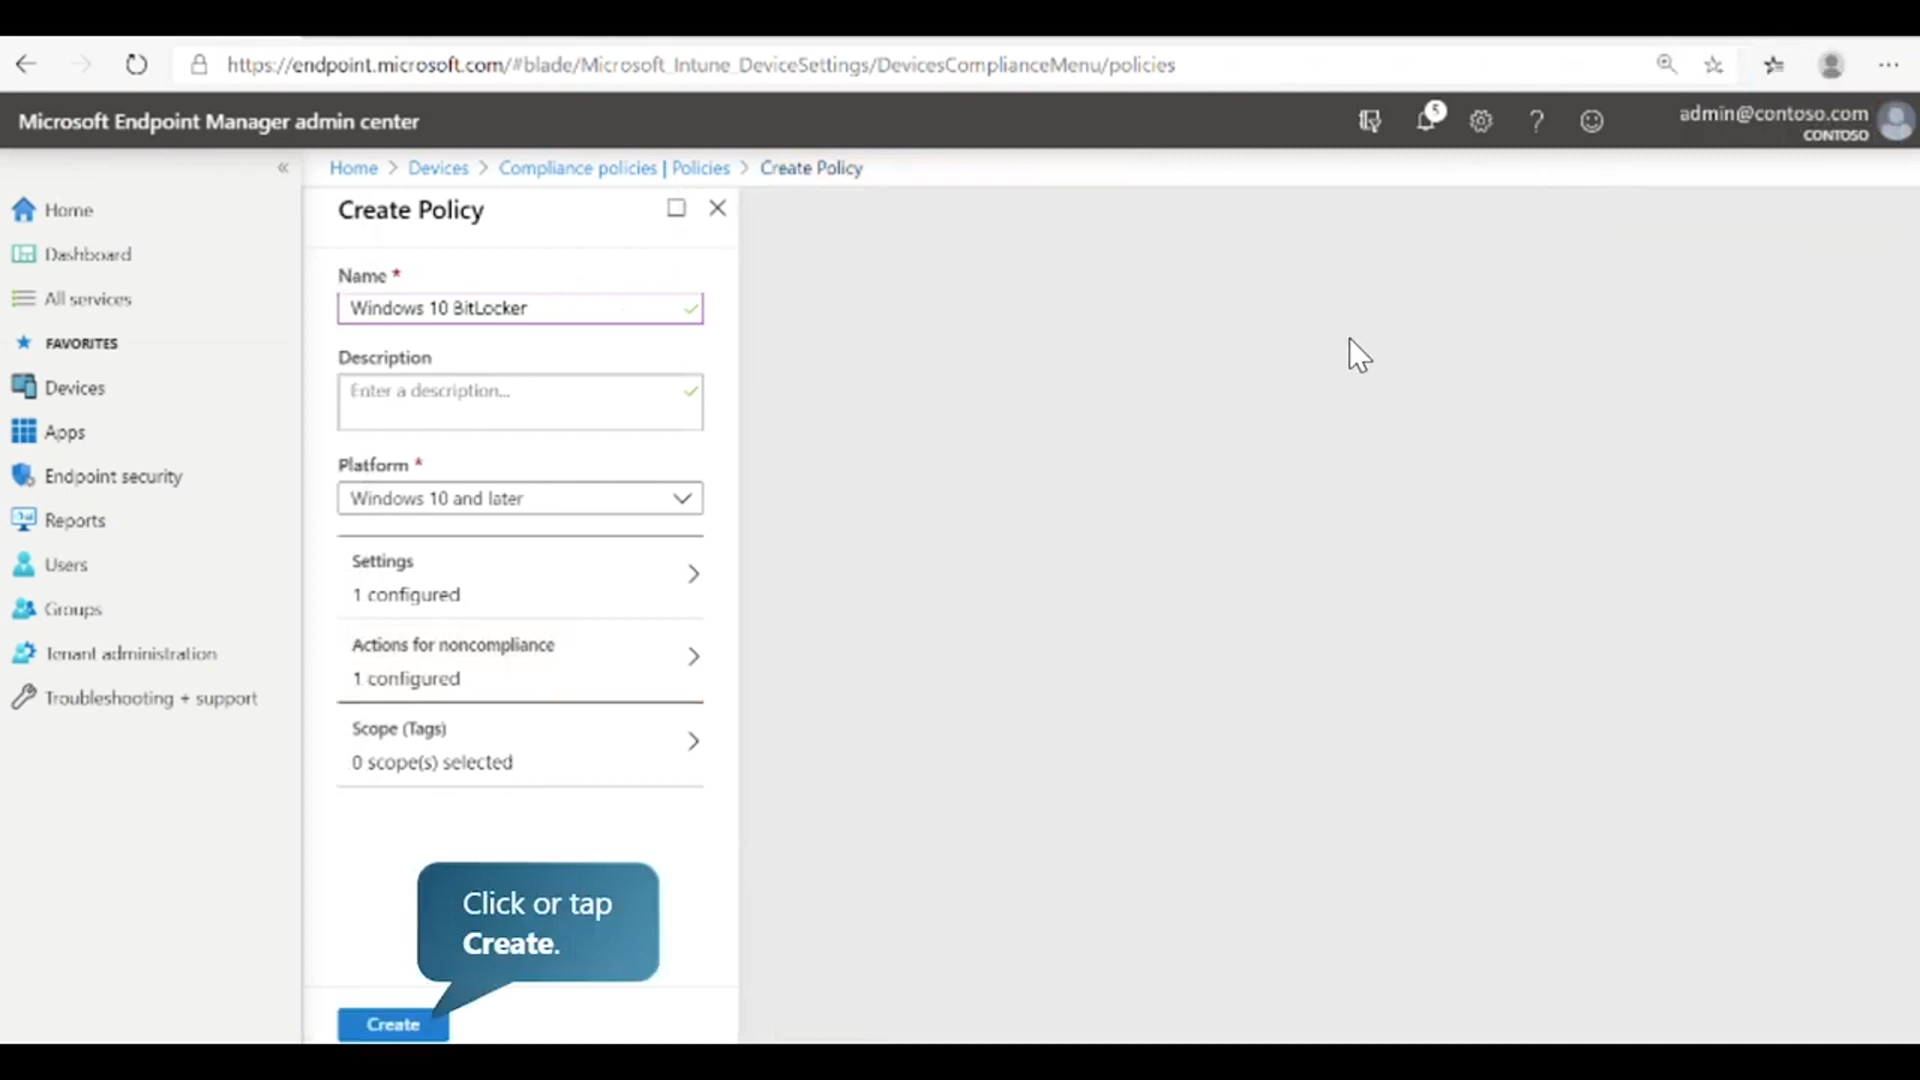 https://endpoint.microsoft.com/#blade/Microsoft_Intune_DeviceSettings/DevicesComplianceMenu/policies
Microsoft Endpoint Manager admin center
5
admin@contoso.com
CONTOSO
Home > Devices > Compliance policies | Policies > Create Policy
Home
Dashboard
All services
FAVORITES
Devices
Apps
Endpoint security
Reports
Users
Groups
Tenant administration
Troubleshooting + support
Create Policy
Name *
Windows 10 BitLocker
Description
Enter a description...
Platform *
Windows 10 and later
Settings
1 configured
Actions for noncompliance
1 configured
Scope (Tags)
0 scope(s) selected
Click or tap
Create.
Create